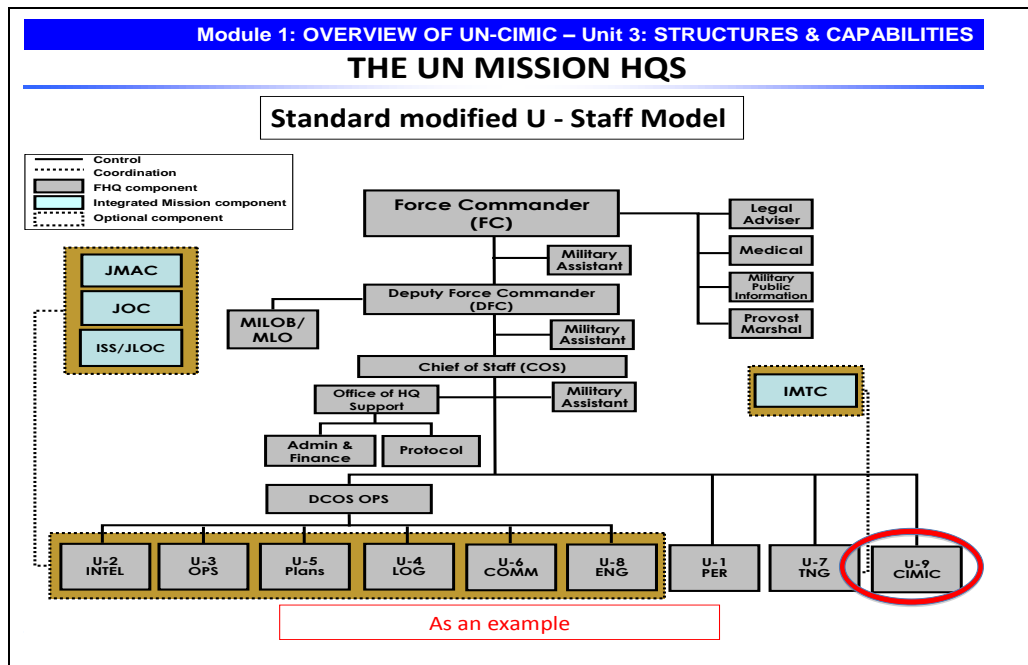 Module 1: OVERVIEW OF UN-CIMIC – Unit 3: STRUCTURES & CAPABILITIES
THE UN MISSION HQS
Standard modified U - Staff Model
Control
Coordination
FHQ component
Integrated Mission component
Optional component
Force Commander
(FC)
Legal
Adviser
Medical
Military
Public
Information
Provost
Marshal
Military
Assistant
JMAC
JOC
ISS/JLOC
Deputy Force Commander
(DFC)
MILOB/
MLO
Military
Assistant
Chief of Staff (COS)
IMTC
Office of HQ
Support
Military
Assistant
Admin &
Finance
Protocol
DCOS OPS
U-2
INTEL
U-3
OPS
U-5
Plans
U-4
LOG
U-6
COMM
U-8
ENG
U-1
PER
U-7
TNG
U-9
CIMIC
As an example